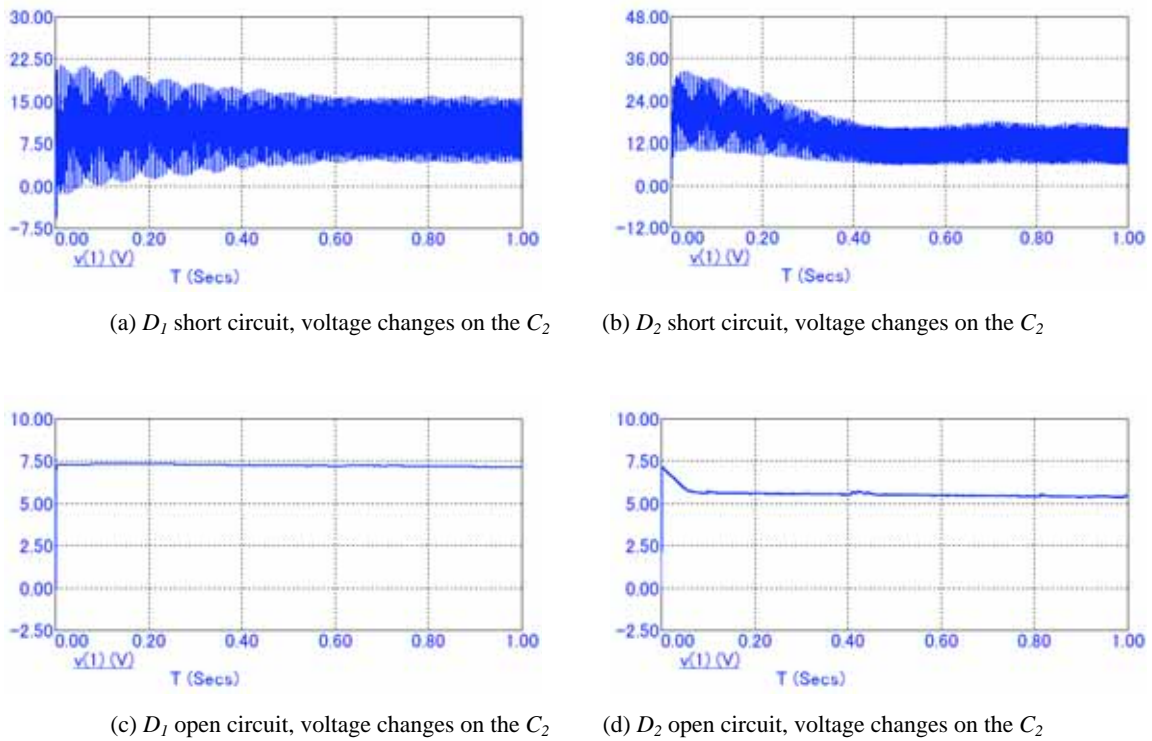 30.00
22.50
15.00
7.50
0.00
-7.50
0.00 0.20 0.40 0.60 0.80 1.00
v(1) (V)
T (Secs)
60.00
48.00
36.00
24.00
12.00
0.00
-12.00
0.00 0.20 0.40 0.60 0.80 1.00
v(1) (V)
T (Secs)
(a) D1 short circuit, voltage changes on the C2
(b) D2 short circuit, voltage changes on the C2
10.00
7.50
5.00
2.50
0.00
-2.50
0.00 0.20 0.40 0.60 0.80 1.00
v(1) (V)
T (Secs)
10.00
7.50
5.00
2.50
0.00
-2.50
0.00 0.20 0.40 0.60 0.80 1.00
v(1) (V)
T (Secs)
(c) D1 open circuit, voltage changes on the C2
(d) D2 open circuit, voltage changes on the C2